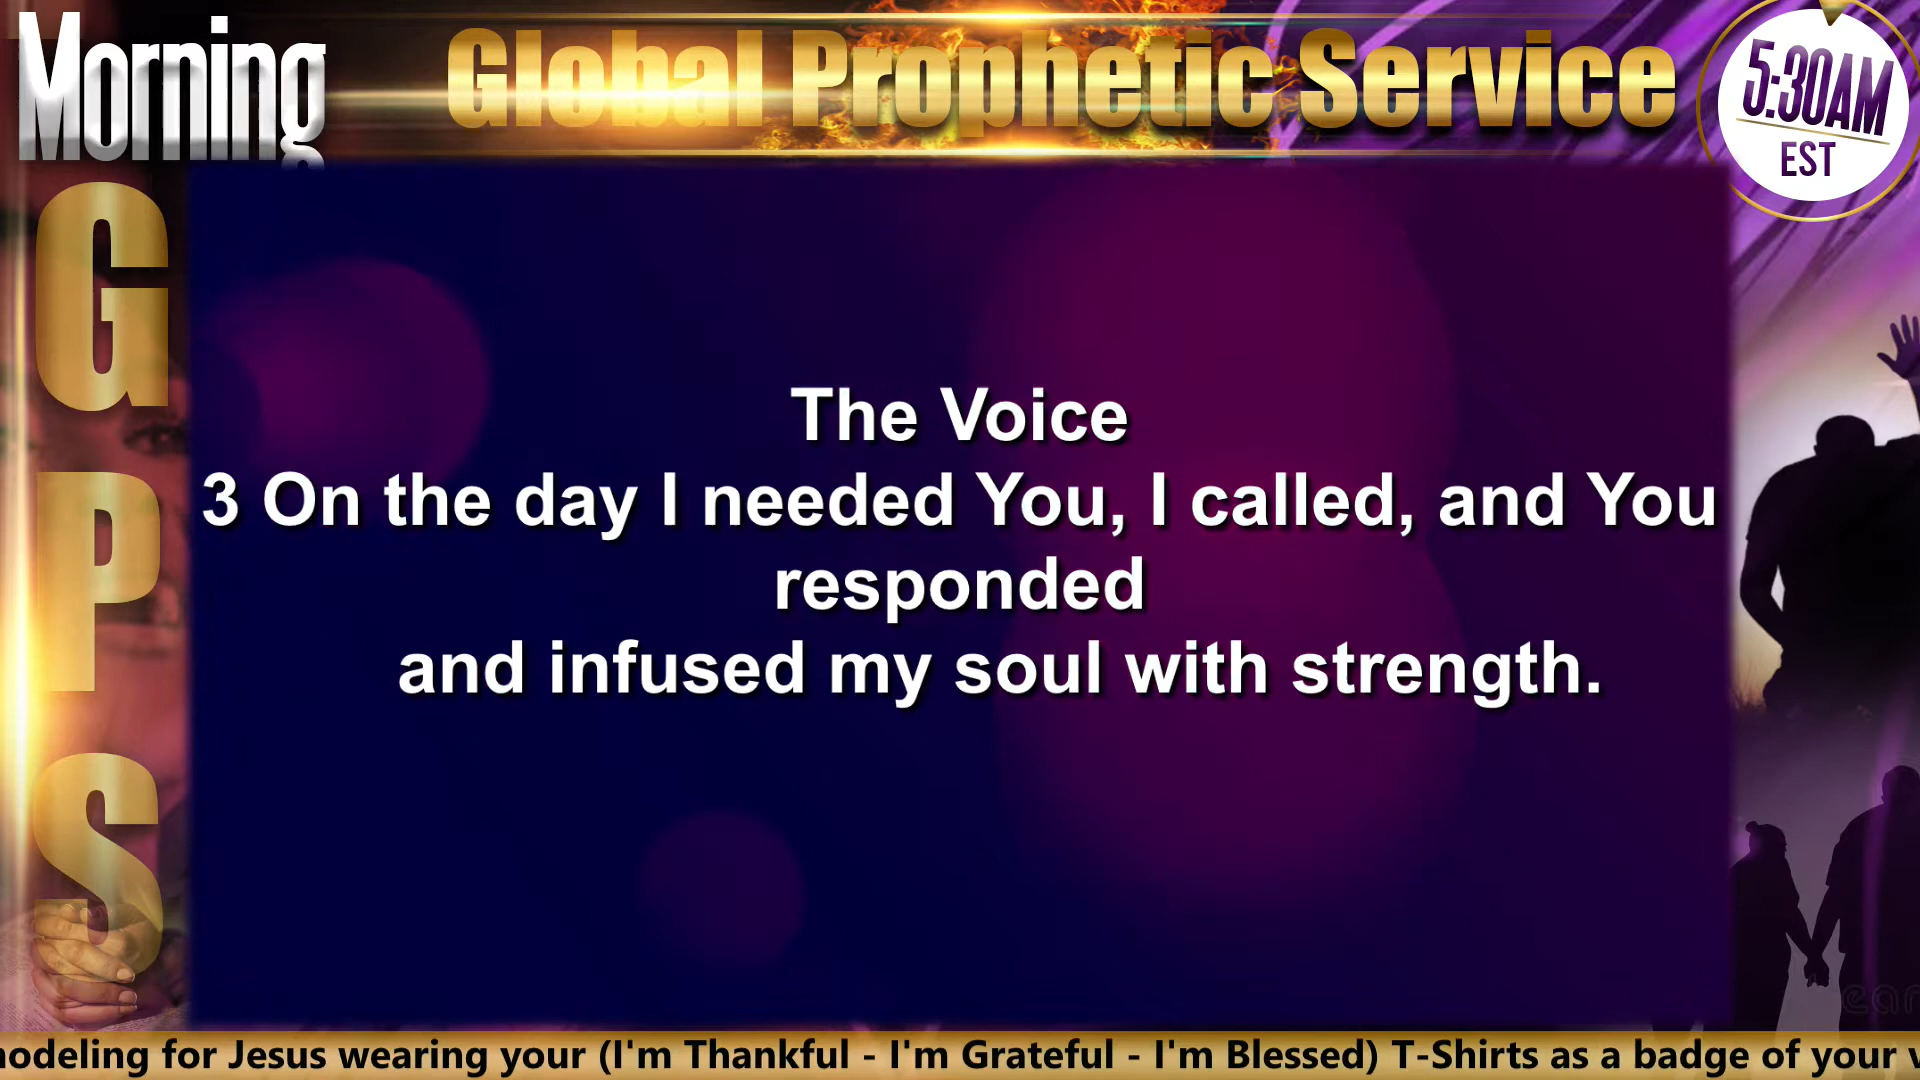 Morning
Global Prophetic Service
5:30AM
EST
G
P
S
The Voice
3 On the day I needed You, I called, and You
responded
and infused my soul with strength.
for Jesus wearing your (I'm Thankful - I'm Grateful - I'm Blessed) T-Shirts as a badge of your